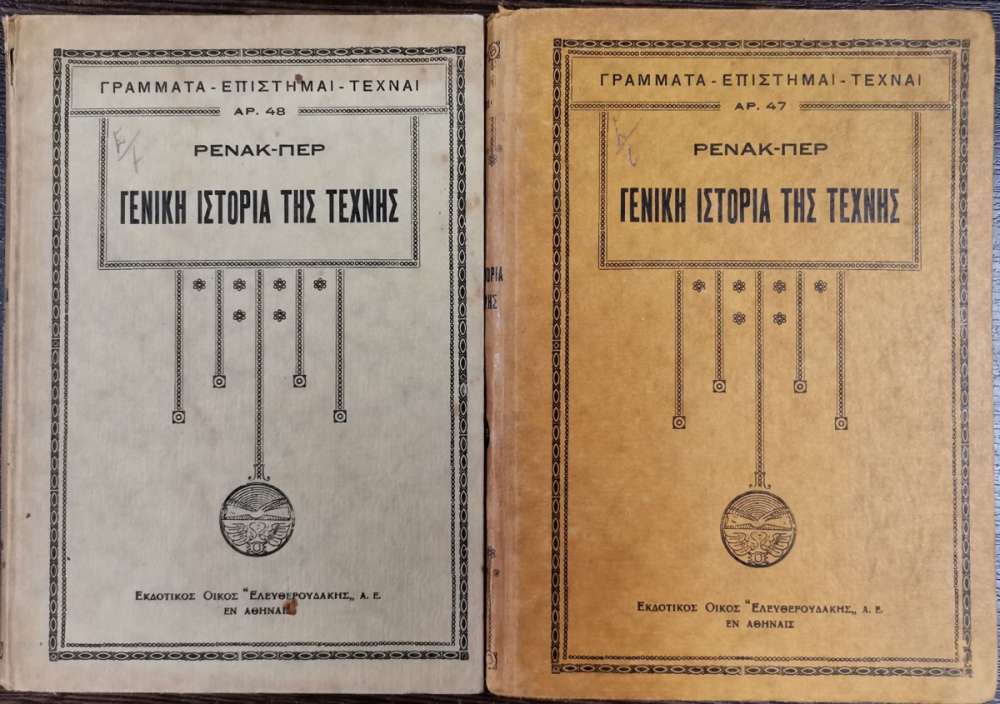 ΓΡΑΜΜΑΤΑ - ΕΠΙΣΤΗΜΑΙ - ΤΕΧΝΑΙ
ΑΡ. 48
ΡΕΝΑΚ-ΠΕΡ
ΓΕΝΙΚΗ ΙΣΤΟΡΙΑ ΤΗΣ ΤΕΧΝΗΣ
ΕΚΔΟΤΙΚΟΣ ΟΙΚΟΣ "ΕΛΕΥΘΕΡΟΥΔΑΚΗΣ„ Α. Ε.
ΕΝ ΑΘΗΝΑΙΣ
ΓΡΑΜΜΑΤΑ - ΕΠΙΣΤΗΜΑΙ - ΤΕΧΝΑΙ
ΑΡ. 47
ΡΕΝΑΚ-ΠΕΡ
ΓΕΝΙΚΗ ΙΣΤΟΡΙΑ ΤΗΣ ΤΕΧΝΗΣ
ΕΚΔΟΤΙΚΟΣ ΟΙΚΟΣ "ΕΛΕΥΘΕΡΟΥΔΑΚΗΣ„ Α. Ε.
ΕΝ ΑΘΗΝΑΙΣ